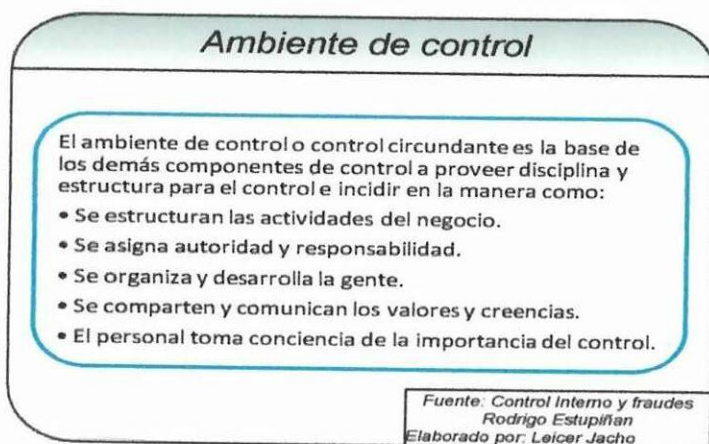 Ambiente de control
El ambiente de control o control circundante es la base de
los demás componentes de control a proveer disciplina y
estructura para el control e incidir en la manera como:
• Se estructuran las actividades del negocio.
• Se asigna autoridad y responsabilidad.
• Se organiza y desarrolla la gente.
• Se comparten y comunican los valores y creencias.
• El personal toma conciencia de la importancia del control.
Fuente: Control Interno y fraudes
Rodrigo Estupiñan
Elaborado por: Leicer Jacho